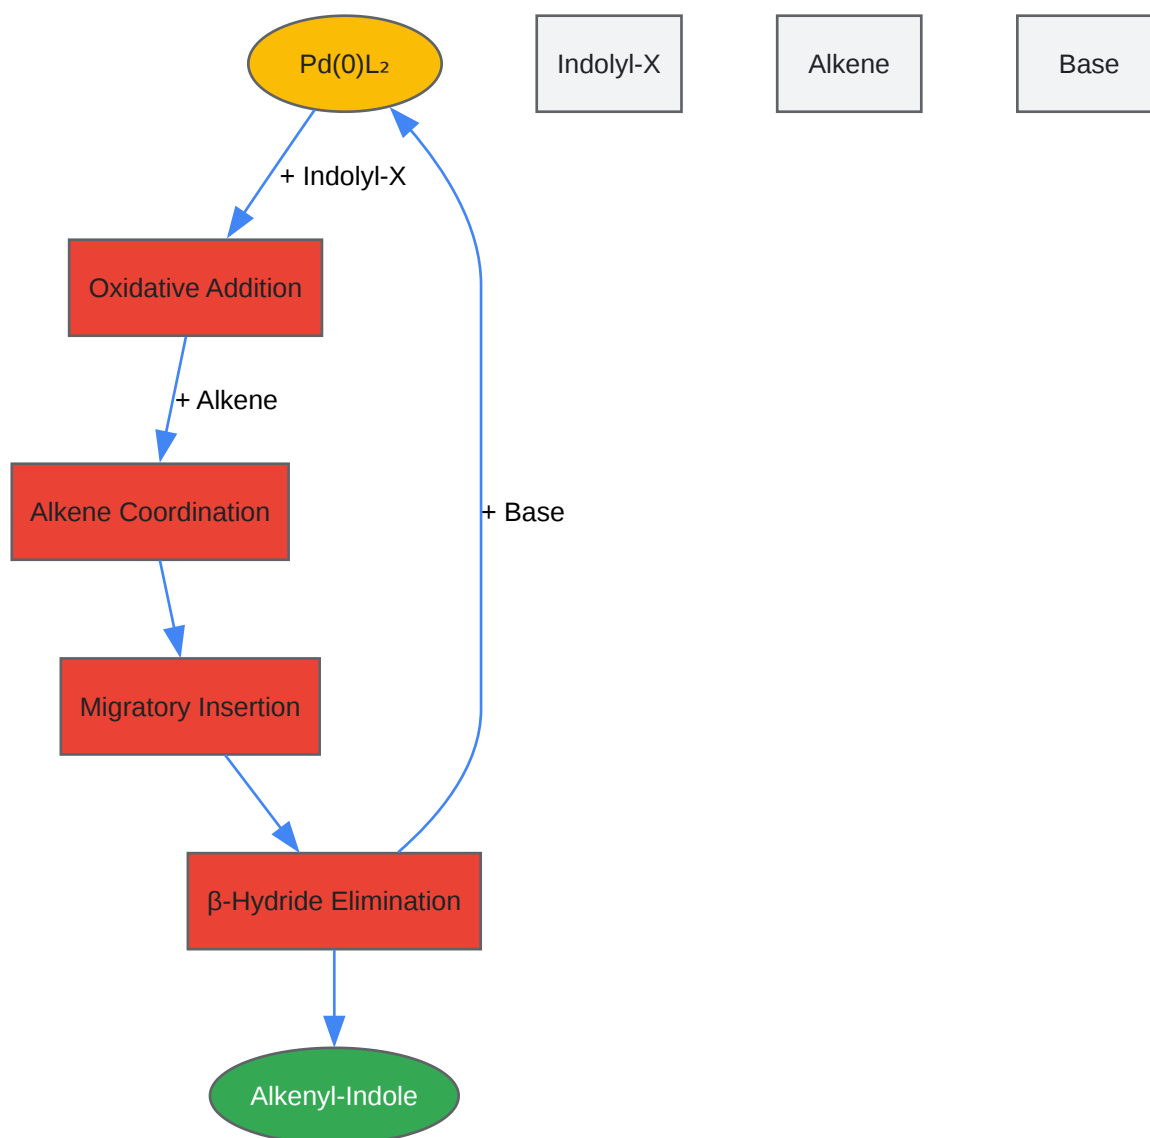 Pd(0)L₂
Indolyl-X
Alkene
Base
+ Indolyl-X
Oxidative Addition
+ Alkene
Alkene Coordination
+ Base
Migratory Insertion
β-Hydride Elimination
Alkenyl-Indole